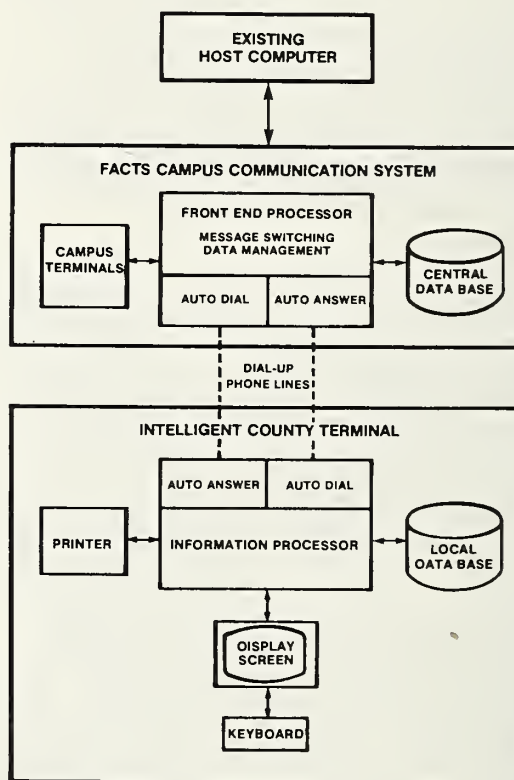 EXISTING
HOST COMPUTER
FACTS CAMPUS COMMUNICATION SYSTEM
FRONT END PROCESSOR
MESSAGE SWITCHING
DATA MANAGEMENT
CAMPUS
TERMINALS
CENTRAL
DATA BASE
AUTO DIAL
AUTO ANSWER
DIAL-UP
PHONE LINES
INTELLIGENT COUNTY TERMINAL
AUTO ANSWER
AUTO DIAL
PRINTER
INFORMATION PROCESSOR
LOCAL
DATA BASE
DISPLAY
SCREEN
KEYBOARD